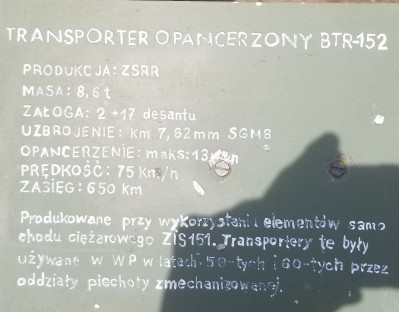 TRANSPORTER OPANCERZONY BTR-152
PRODUKCJA: ZSRR
MASA: 8,6 t
ZAŁOGA: 2 +17 desantu
UZBROJENIE: km 7,62mm SGMB
OPANCERZENIE: maks: 13 mm
PRĘDKOŚĆ: 75 km/h
ZASIĘG: 650 km
Produkowane przy wykorzystaniu elementów samo
chodu ciężarowego ZIS151. Transportery te były
używane w WP w latach 50-tych i 60-tych przez
oddziały piechoty zmechanizowanej.